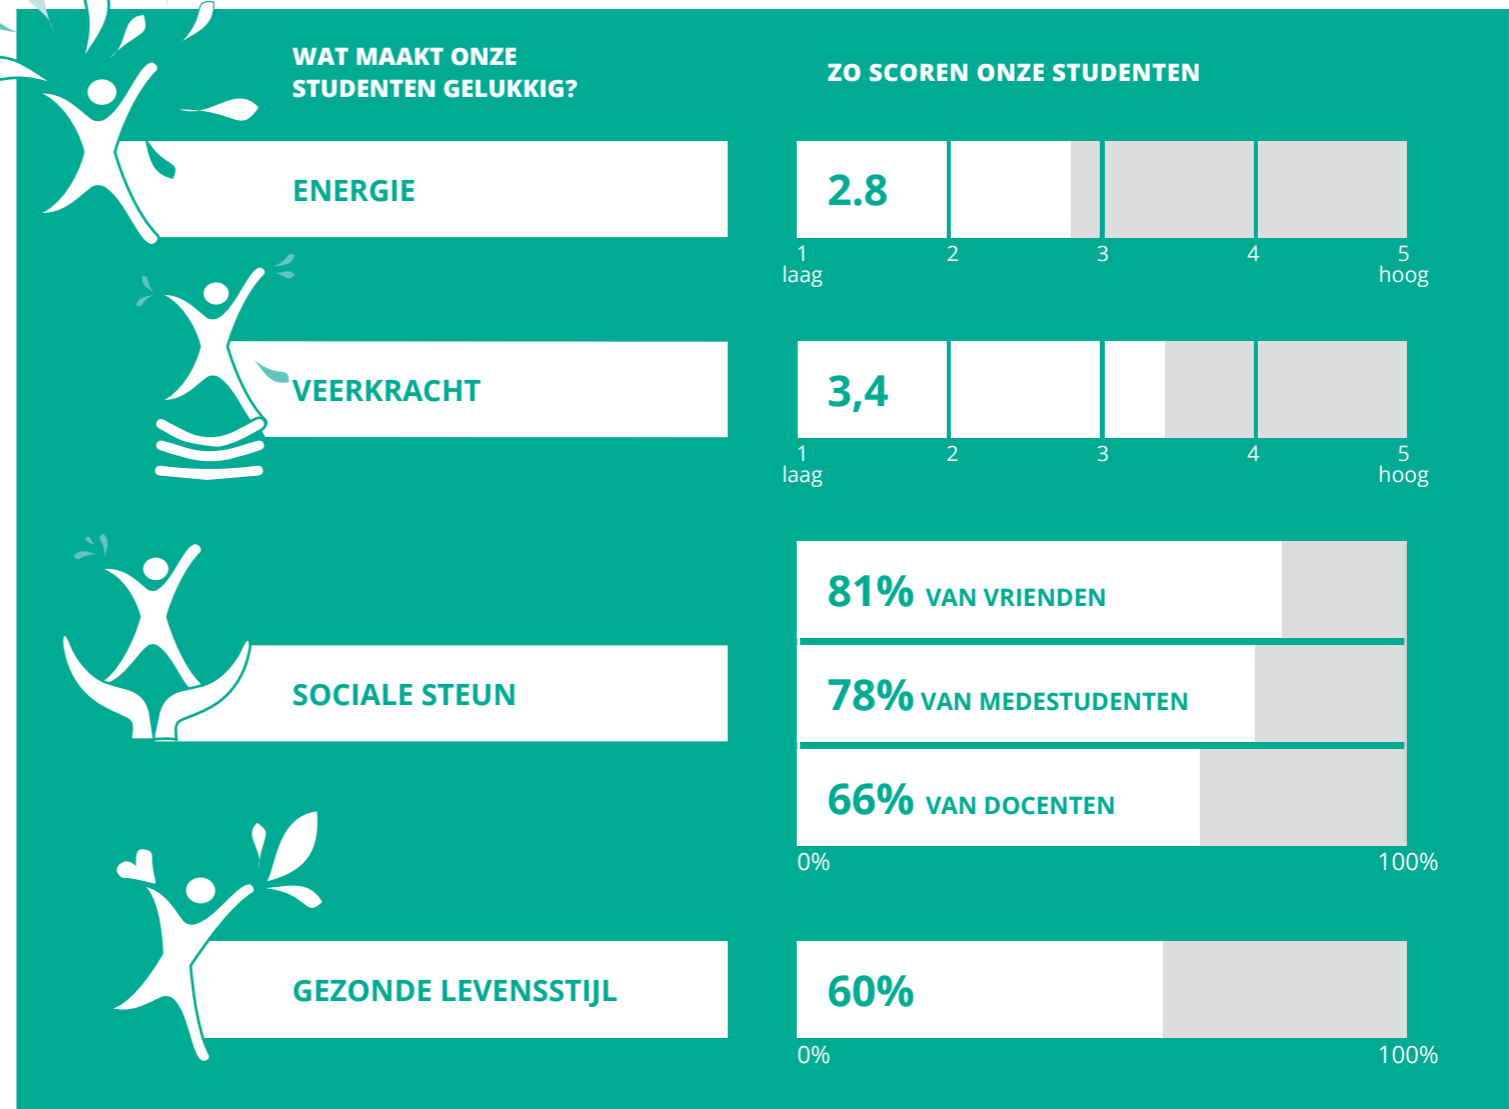 WAT MAAKT ONZE
STUDENTEN GELUKKIG?
ZO SCOREN ONZE STUDENTEN
ENERGIE
2.8
1 2 3 4 5
laag hoog
VEERKRACHT
3,4
1 2 3 4 5
laag hoog
SOCIALE STEUN
81% VAN VRIENDEN
78% VAN MEDESTUDENTEN
66% VAN DOCENTEN
0% 100%
GEZONDE LEVENSSTIJL
60%
0% 100%